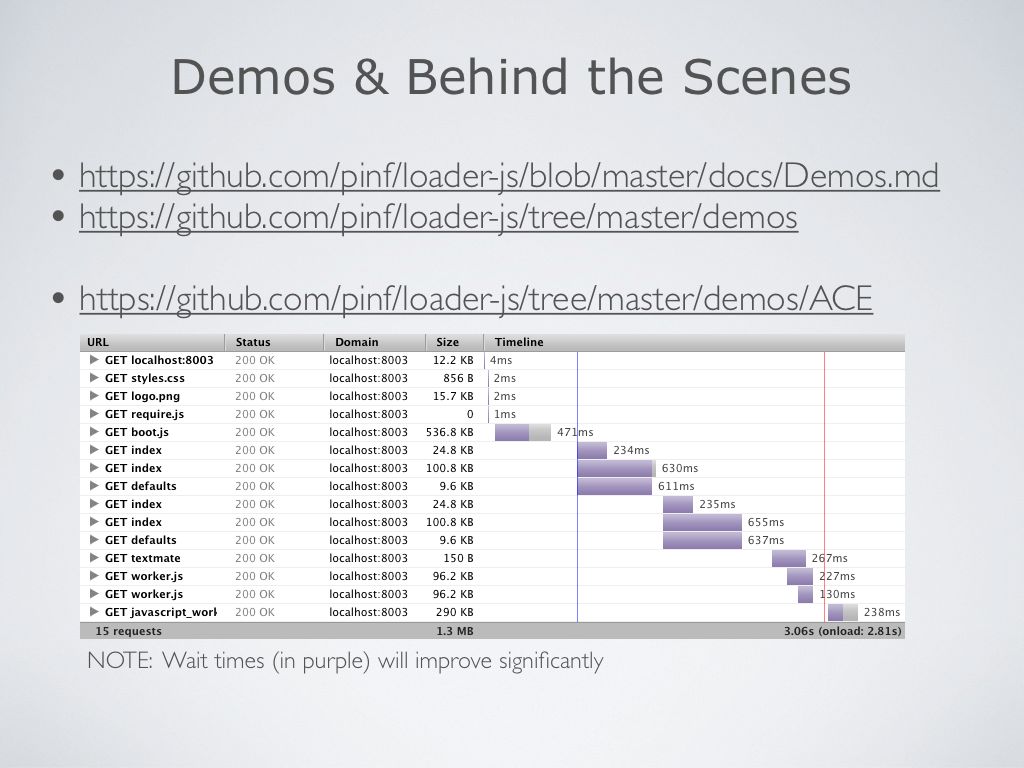 Demos & Behind the Scenes
• https://github.com/pinf/loader-js/blob/master/docs/Demos.md
• https://github.com/pinf/loader-js/tree/master/demos
• https://github.com/pinf/loader-js/tree/master/demos/ACE
URL Status Domain Size Timeline
GET localhost:8003 200 OK localhost:8003 12.2 KB 4ms
GET styles.css 200 OK localhost:8003 856 B 2ms
GET logo.png 200 OK localhost:8003 15.7 KB 2ms
GET require.js 200 OK localhost:8003 0 1ms
GET boot.js 200 OK localhost:8003 536.8 KB 471ms
GET index 200 OK localhost:8003 24.8 KB 234ms
GET index 200 OK localhost:8003 100.8 KB 630ms
GET defaults 200 OK localhost:8003 9.6 KB 611ms
GET index 200 OK localhost:8003 24.8 KB 235ms
GET index 200 OK localhost:8003 100.8 KB 655ms
GET defaults 200 OK localhost:8003 9.6 KB 637ms
GET textmate 200 OK localhost:8003 150 B 267ms
GET worker.js 200 OK localhost:8003 96.2 KB 227ms
GET worker.js 200 OK localhost:8003 96.2 KB 130ms
GET javascript_work 200 OK localhost:8003 290 KB 238ms
15 requests 1.3 MB 3.06s (onload: 2.81s)
NOTE: Wait times (in purple) will improve significantly